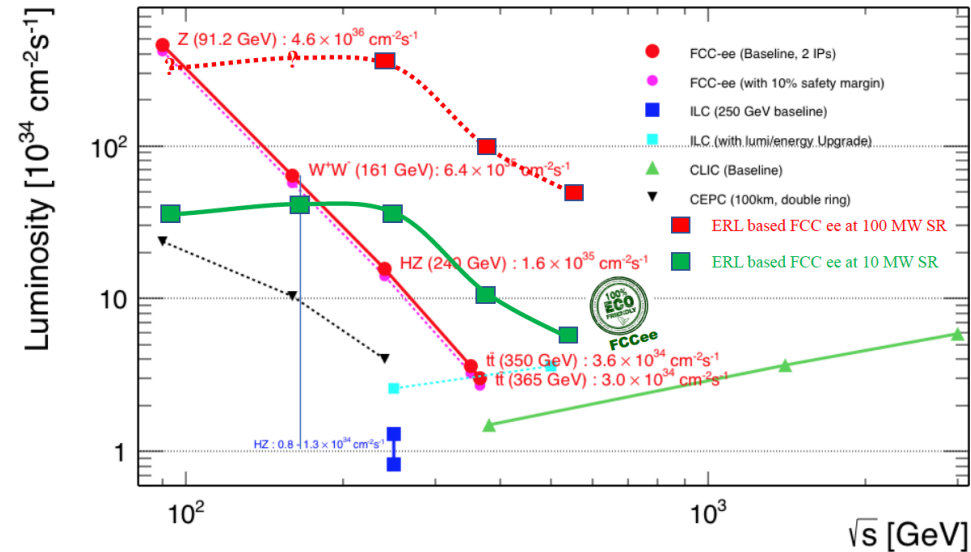 Luminosity [10³⁴ cm⁻²s⁻¹]
10²
10
1
10²
10³
√s [GeV]
Z (91.2 GeV) : 4.6 × 10³⁶ cm⁻²s⁻¹
?
?
W⁺W⁻ (161 GeV) : 6.4 × 10³⁵ cm⁻²s⁻¹
HZ (240 GeV) : 1.6 × 10³⁵ cm⁻²s⁻¹
tt̄ (350 GeV) : 3.6 × 10³⁴ cm⁻²s⁻¹
tt̄ (365 GeV) : 3.0 × 10³⁴ cm⁻²s⁻¹
HZ : 0.8 - 1.3 × 10³⁴ cm⁻²s⁻¹
FCC-ee (Baseline, 2 IPs)
FCC-ee (with 10% safety margin)
ILC (250 GeV baseline)
ILC (with lumi/energy Upgrade)
CLIC (Baseline)
CEPC (100km, double ring)
ERL based FCC ee at 100 MW SR
ERL based FCC ee at 10 MW SR
100%
ECO
FRIENDLY
FCCee